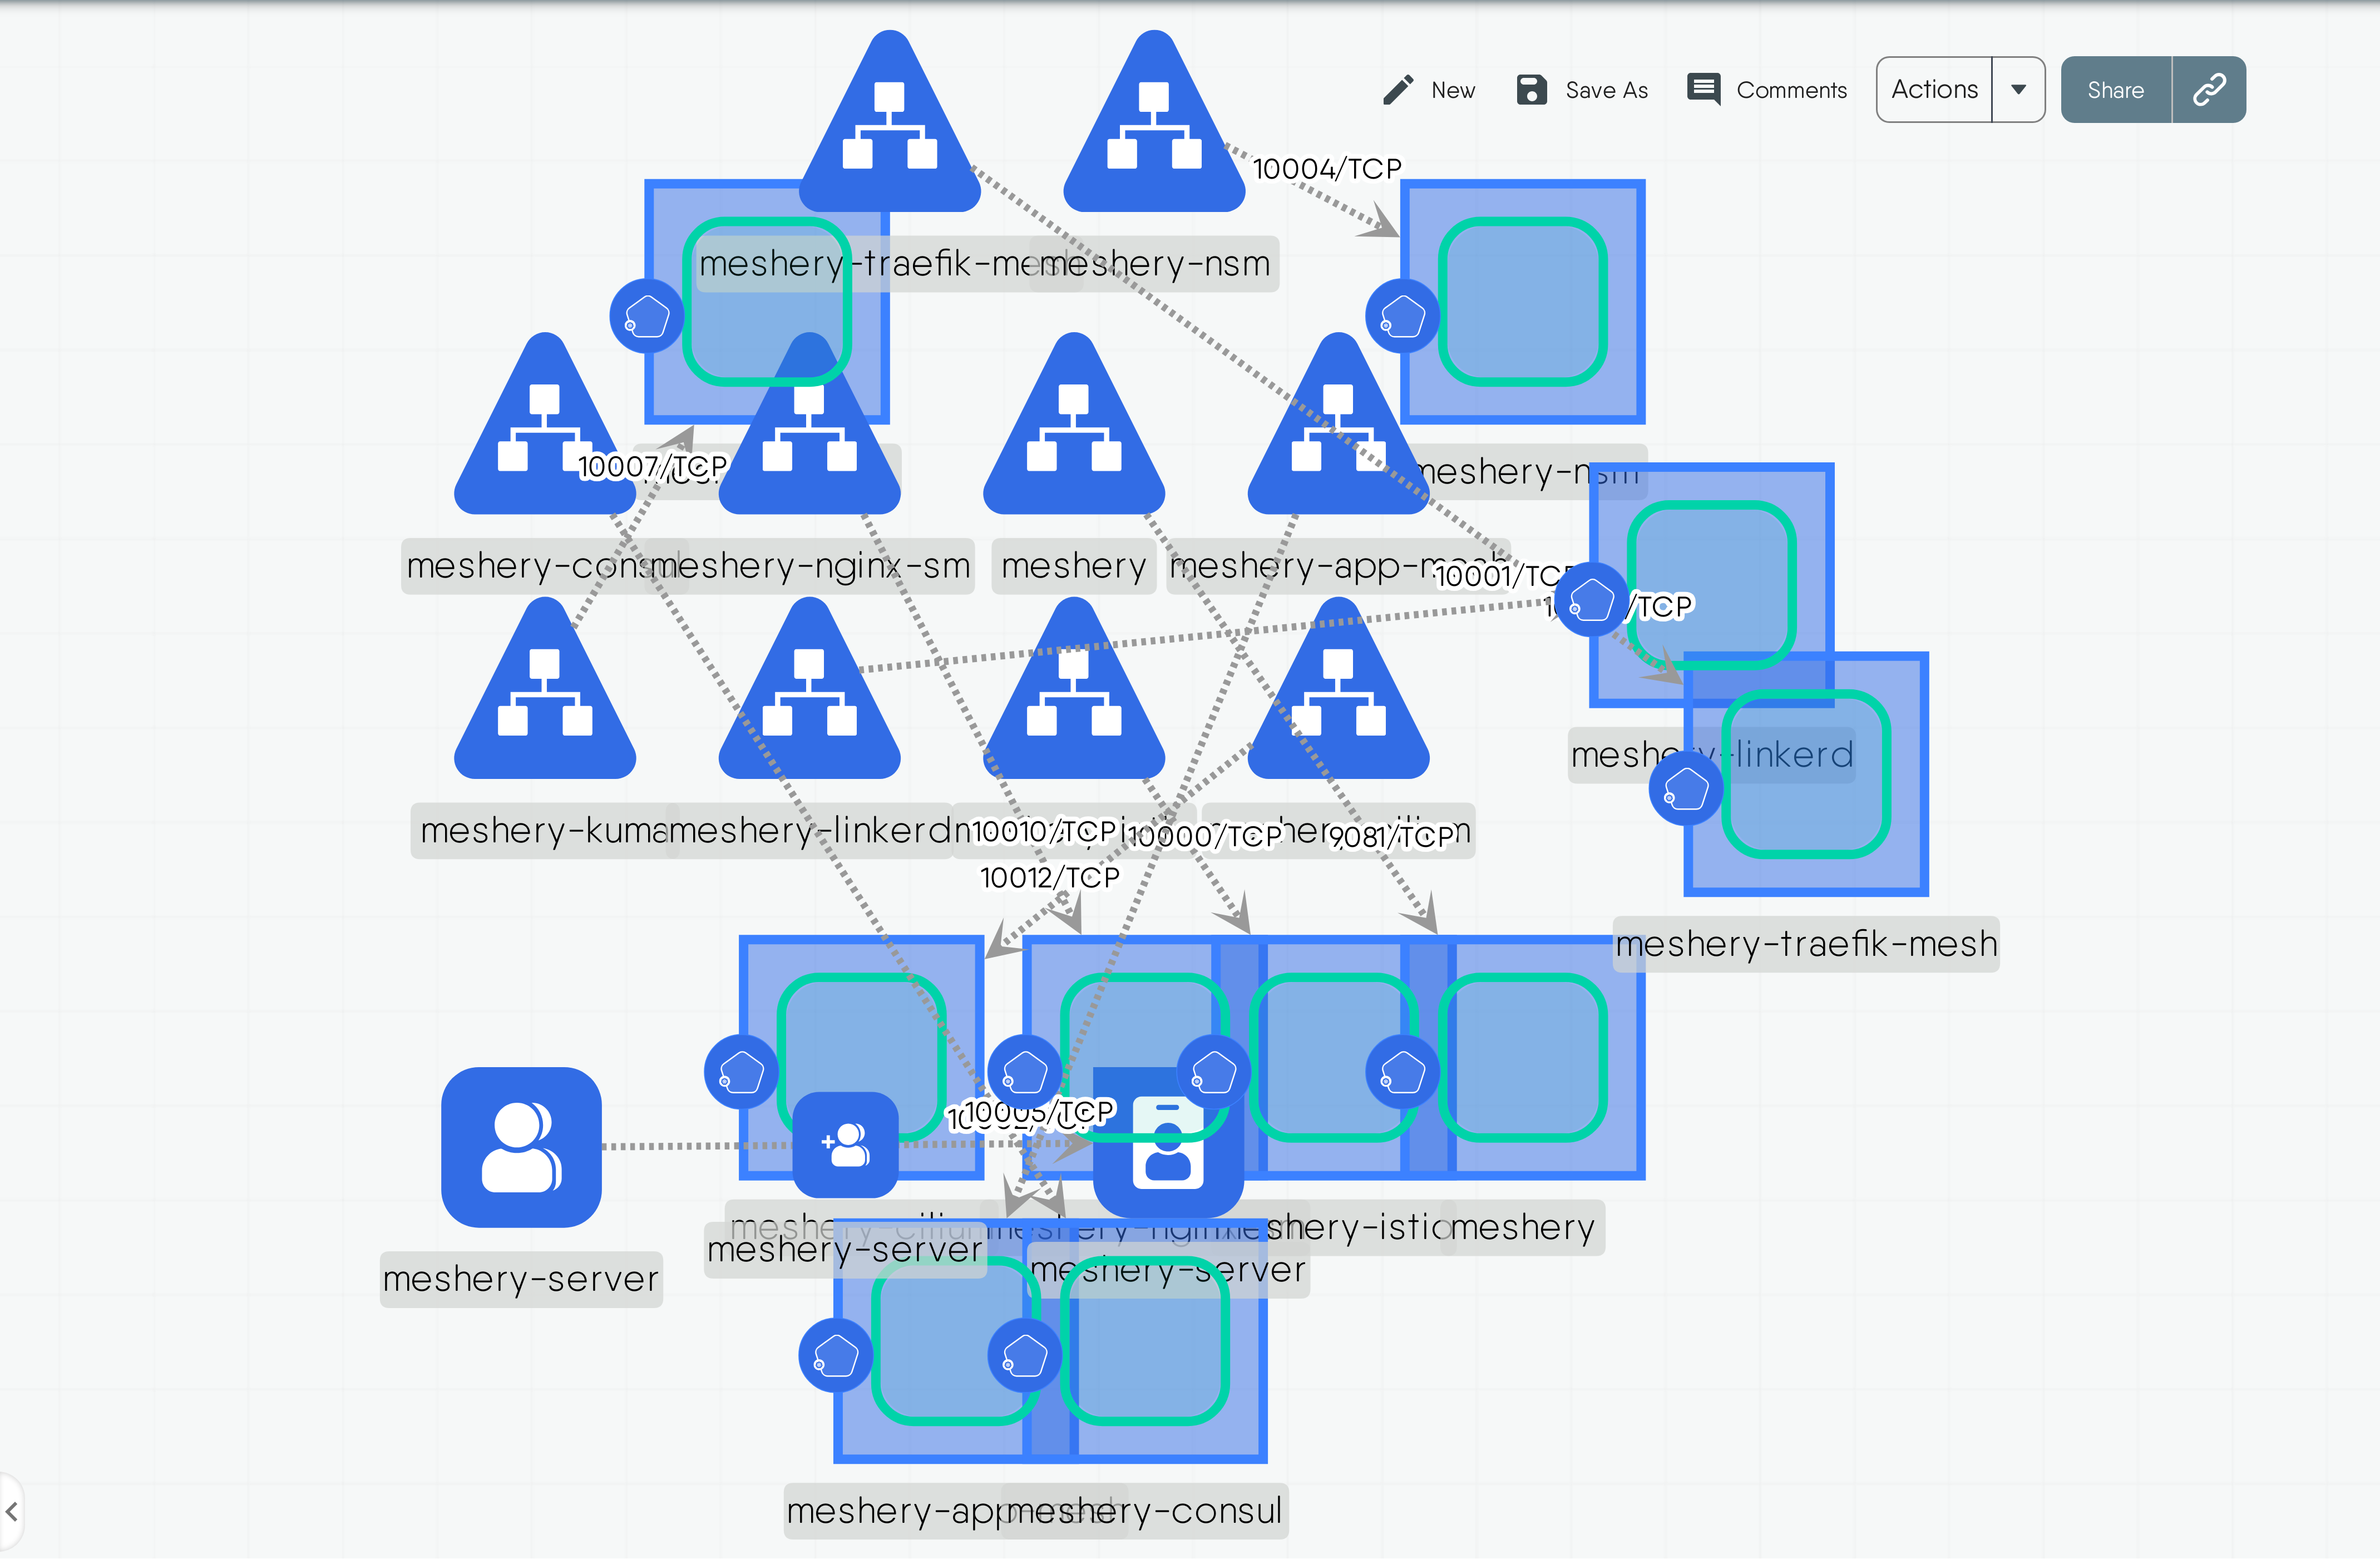 New
Save As
Comments
Actions
Share
10004/TCP
meshery-traefik-mesh
meshery-nsm
10007/TCP
meshery-nsm
meshery-consul
meshery-nginx-sm
meshery
meshery-app-mesh
10001/TCP
/TCP
meshery-linkerd
meshery-kuma
meshery-linkerd
10010/TCP
10000/TCP
9081/TCP
10012/TCP
meshery-traefik-mesh
10005/TCP
meshery-cilium
meshery-nginx-sm
meshery-istio
meshery
meshery-server
meshery-server
meshery-server
meshery-app-mesh
meshery-consul